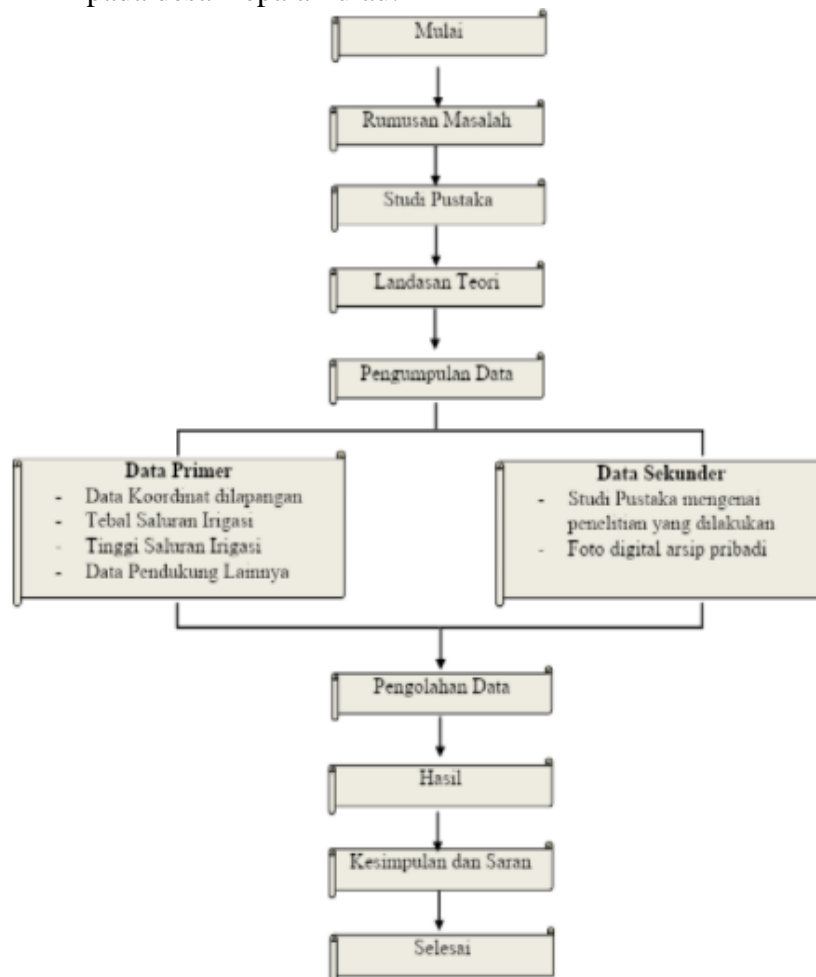 Mulai
Rumusan Masalah
Studi Pustaka
Landasan Teori
Pengumpulan Data
Data Primer
- Data Koordinat dilapangan
- Tebal Saluran Irigasi
- Tinggi Saluran Irigasi
- Data Pendukung Lainnya
Data Sekunder
- Studi Pustaka mengenai
penelitian yang dilakukan
- Foto digital arsip pribadi
Pengolahan Data
Hasil
Kesimpulan dan Saran
Selesai